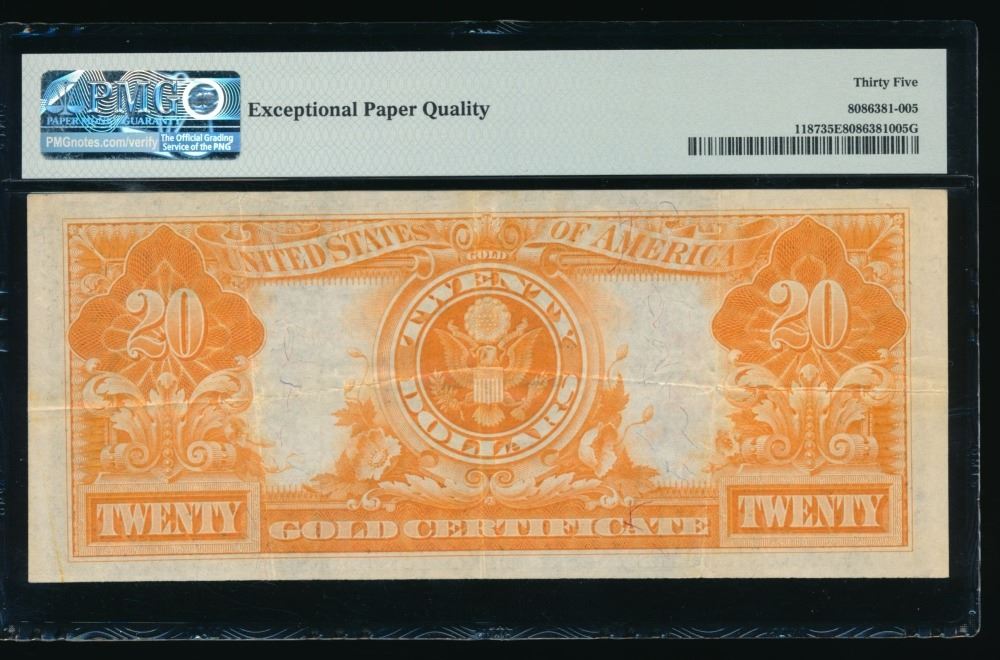 PMG
PAPER MONEY GUARANTY
PMGnotes.com/verify
The Official Grading
Service of the PNG
Exceptional Paper Quality
Thirty Five
8086381-005
118735E8086381005G
UNITED STATES
OF AMERICA
GOLD
20
TWENTY
DOLLARS
20
TWENTY
GOLD CERTIFICATE
TWENTY